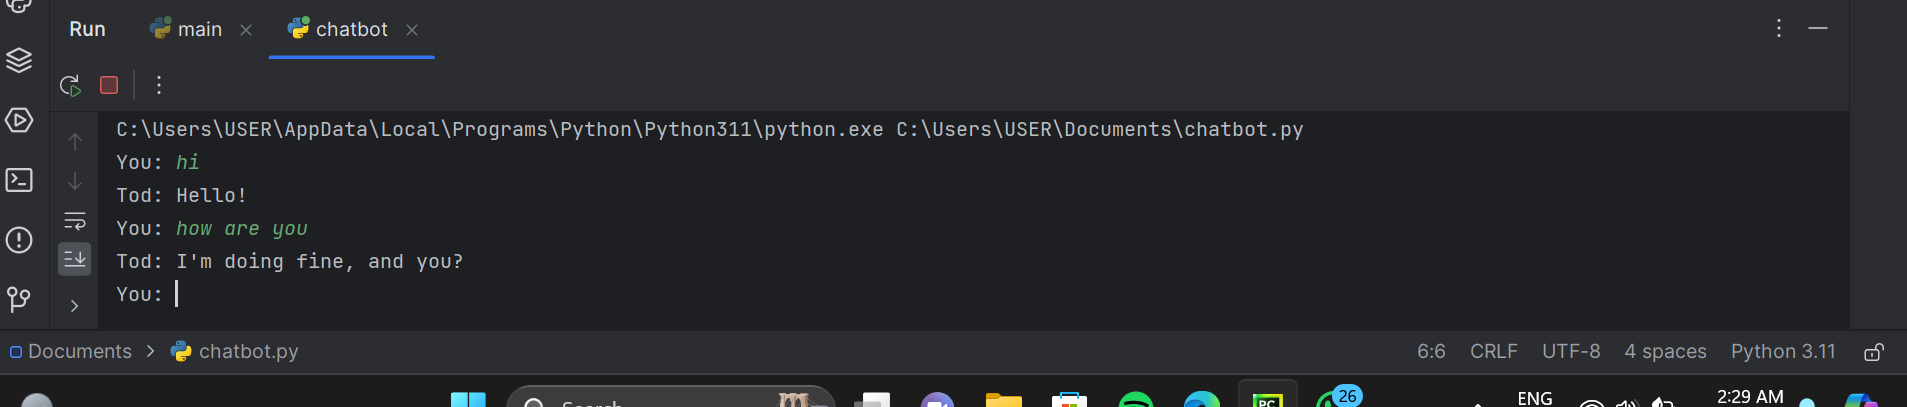 Run main chatbot
C:\Users\USER\AppData\Local\Programs\Python\Python311\python.exe C:\Users\USER\Documents\chatbot.py
You: hi
Tod: Hello!
You: how are you
Tod: I'm doing fine, and you?
You:
Documents > chatbot.py 6:6 CRLF UTF-8 4 spaces Python 3.11
Search PC 26 ENG 2:29 AM